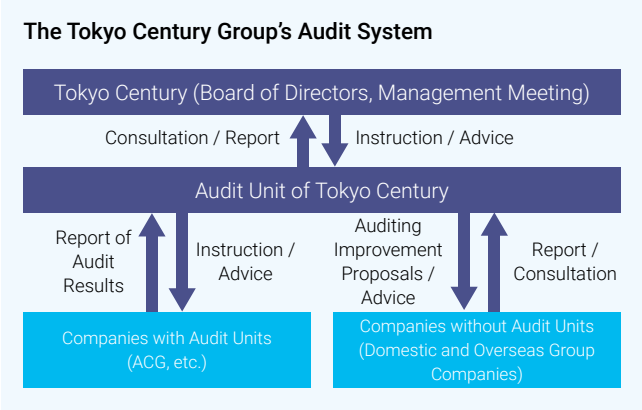 The Tokyo Century Group’s Audit System
Tokyo Century (Board of Directors, Management Meeting)
Consultation / Report
Instruction / Advice
Audit Unit of Tokyo Century
Report of
Audit
Results
Instruction /
Advice
Auditing
Improvement
Proposals /
Advice
Report /
Consultation
Companies with Audit Units
(ACG, etc.)
Companies without Audit Units
(Domestic and Overseas Group
Companies)